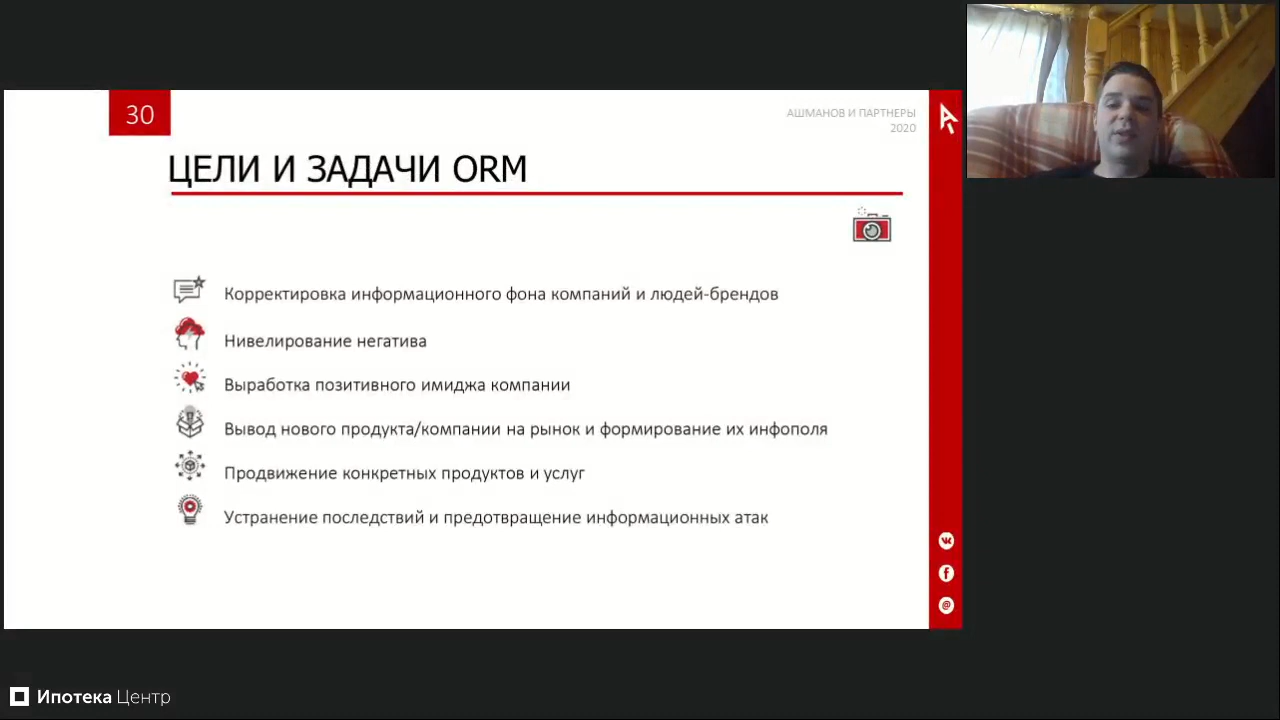 30
АШМАНОВ И ПАРТНЕРЫ
2020
ЦЕЛИ И ЗАДАЧИ ORM
Корректировка информационного фона компаний и людей-брендов
Нивелирование негатива
Выработка позитивного имиджа компании
Вывод нового продукта/компании на рынок и формирование их инфополя
Продвижение конкретных продуктов и услуг
Устранение последствий и предотвращение информационных атак
Ипотека Центр